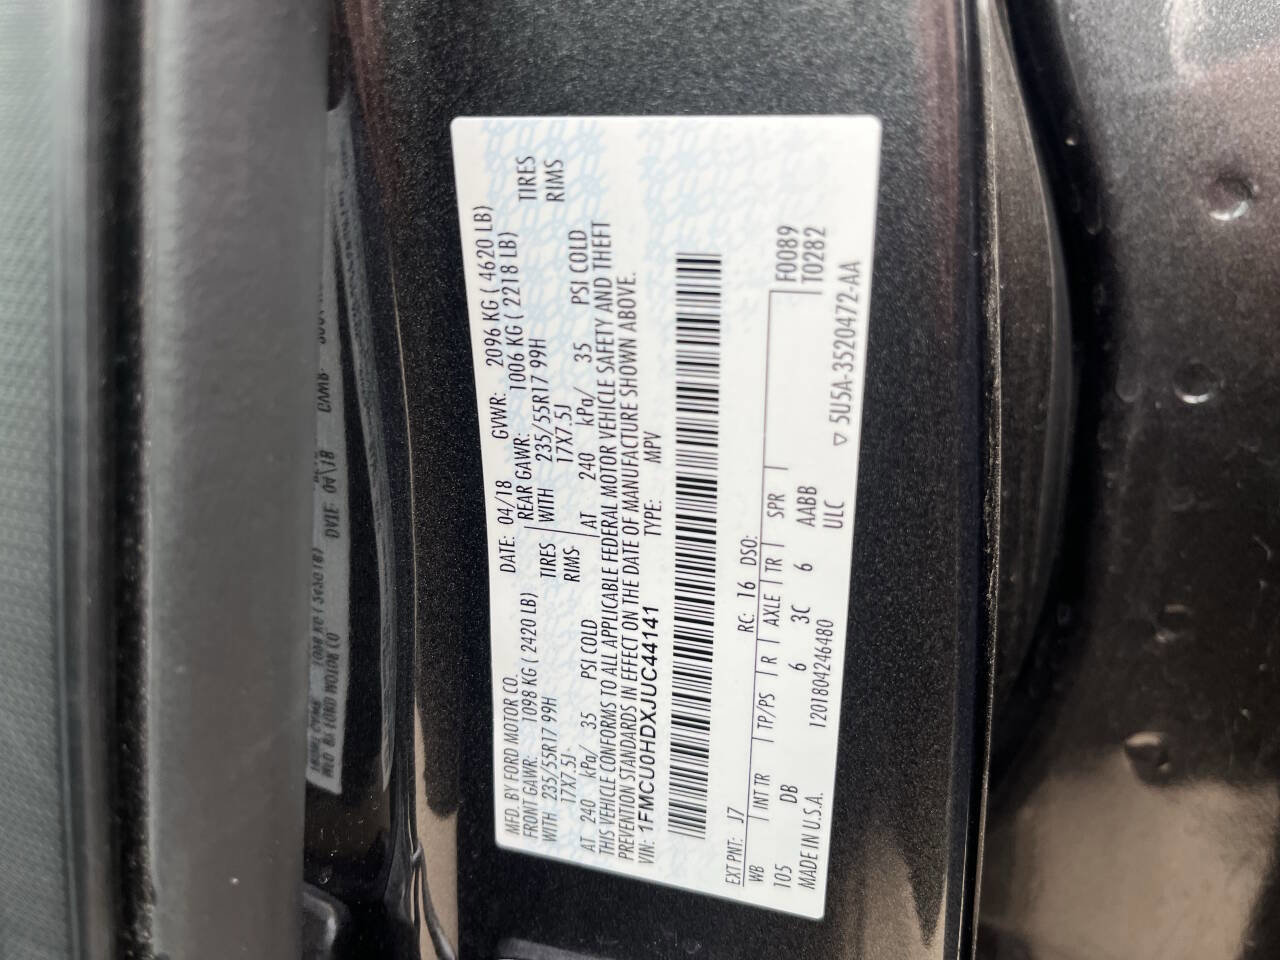 MFD. BY FORD MOTOR CO.
DATE: 04/18 GVWR: 2096 KG ( 4620 LB)
FRONT GAWR: 1098 KG ( 2420 LB) REAR GAWR: 1006 KG ( 2218 LB)
WITH 235/55R17 99H TIRES WITH 235/55R17 99H TIRES
17X7.5J RIMS 17X7.5J RIMS
AT 240 kPa/ 35 PSI COLD AT 240 kPa/ 35 PSI COLD
THIS VEHICLE CONFORMS TO ALL APPLICABLE FEDERAL MOTOR VEHICLE SAFETY AND THEFT
PREVENTION STANDARDS IN EFFECT ON THE DATE OF MANUFACTURE SHOWN ABOVE.
VIN: 1FMCU0HDXJUC44141 TYPE: MPV
EXT PNT: J7 RC: 16 DSO: F0089
WB INT TR TP/PS R AXLE TR SPR T0282
105 DB 6 3C 6 AABB
MADE IN U.S.A. 1201804246480 ULC ▽ 5U5A-3520472-AA